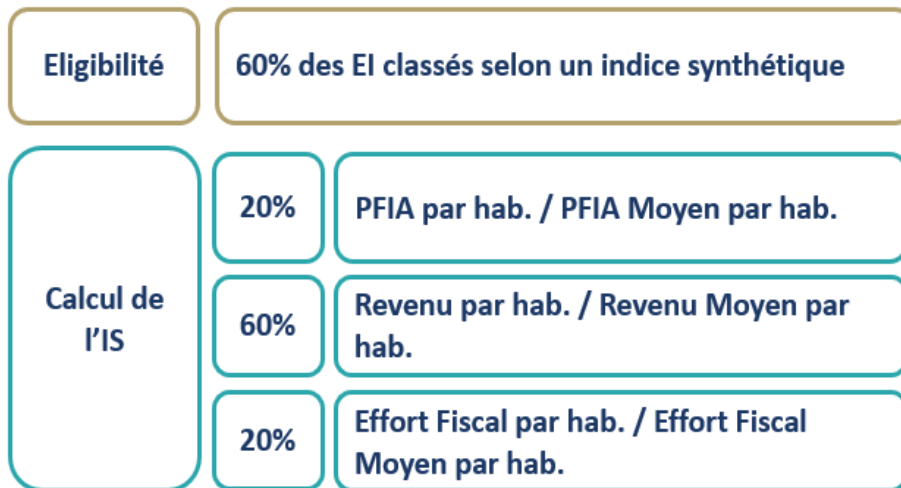 Eligibilité
60% des EI classés selon un indice synthétique
Calcul de
l'IS
20%
PFIA par hab. / PFIA Moyen par hab.
60%
Revenu par hab. / Revenu Moyen par
hab.
20%
Effort Fiscal par hab. / Effort Fiscal
Moyen par hab.